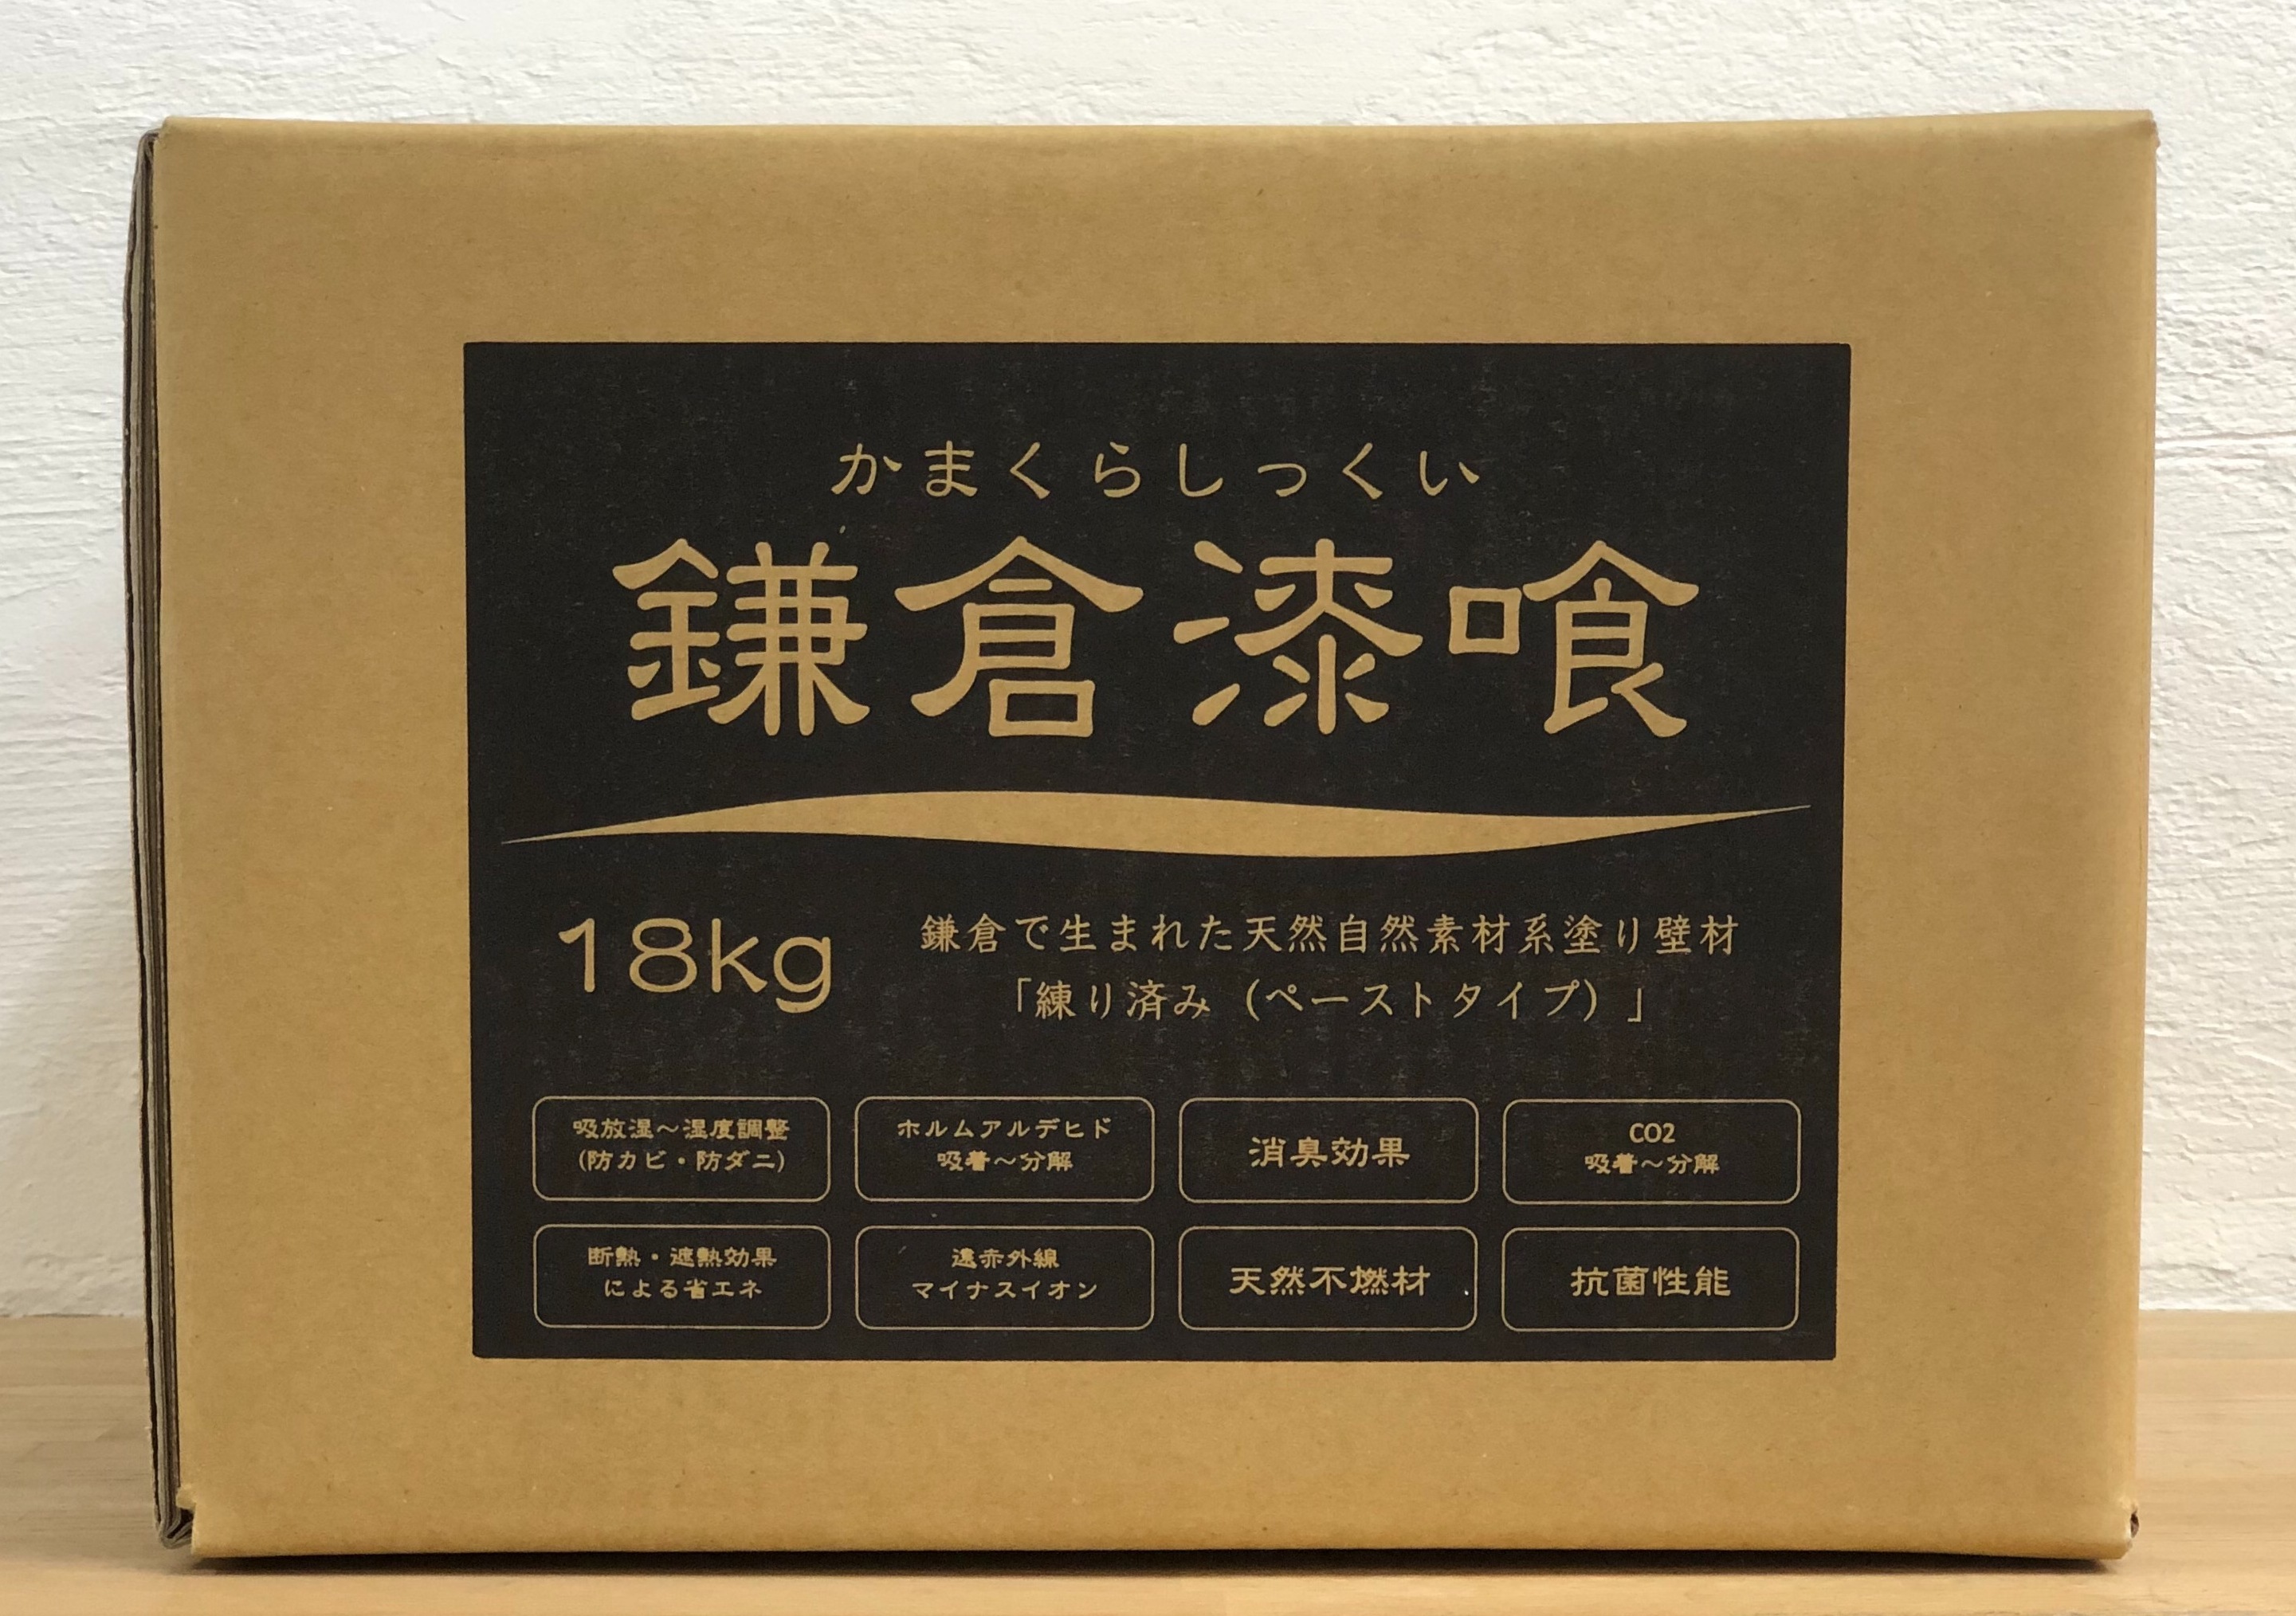 かまくらしっくい
鎌倉漆喰
18kg
鎌倉で生まれた天然自然素材系塗り壁材
「練り済み（ペーストタイプ）」
吸放湿～湿度調整
(防カビ・防ダニ)
ホルムアルデヒド
吸着～分解
消臭効果
CO2
吸着～分解
断熱・遮熱効果
による省エネ
遠赤外線
マイナスイオン
天然不燃材
抗菌性能